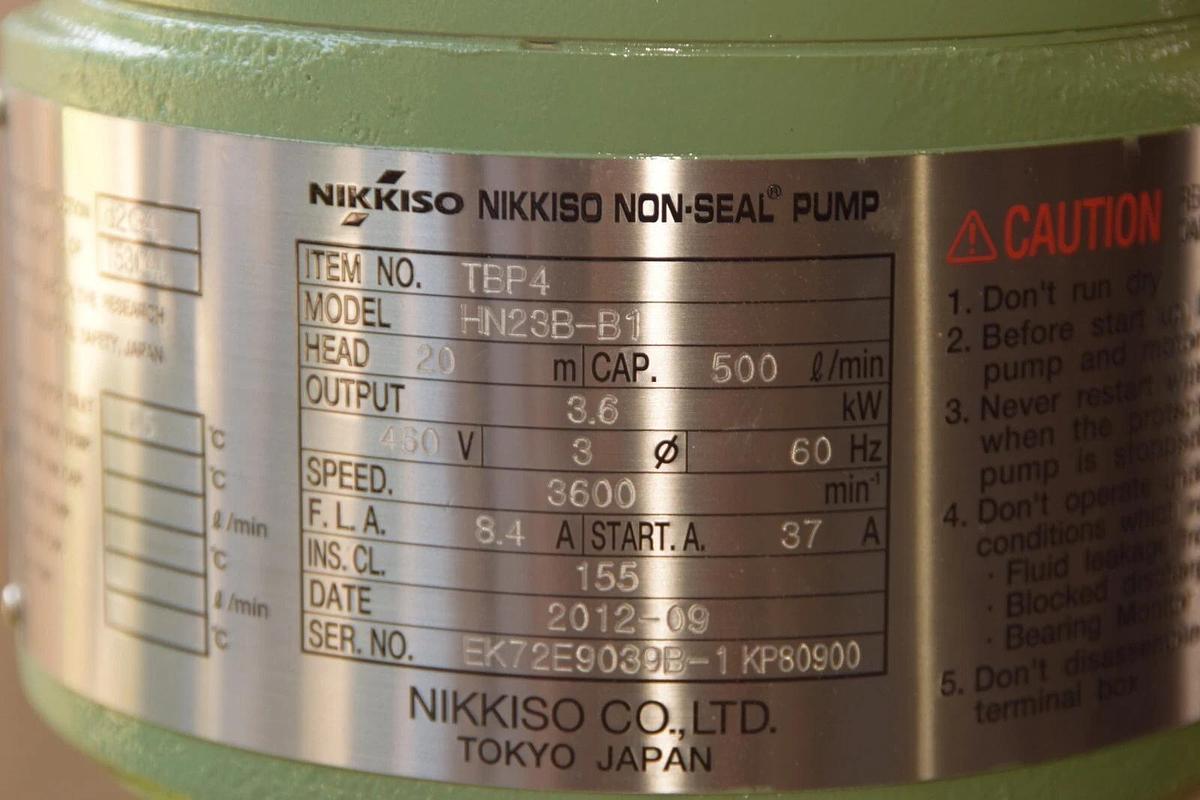 NIKKISO NIKKISO NON-SEAL® PUMP
ITEM NO. TBP4
MODEL HN23B-B1
HEAD 20 m CAP. 500 ℓ/min
OUTPUT 3.6 kW
460 V 3 ø 60 Hz
SPEED. 3600 min⁻¹
F.L.A. 8.4 A START.A. 37 A
INS.CL. 155
DATE 2012-09
SER.NO. EK72E9039B-1 KP80900
NIKKISO CO.,LTD.
TOKYO JAPAN
RESEARCH
SAFETY, JAPAN
°C
°C
ℓ/min
°C
ℓ/min
°C
CAUTION
1. Don't run dry
2. Before start up
pump and
3. Never restart
when the
pump is
4. Don't operate
conditions
· Fluid leakage
· Blocked
· Bearing
5. Don't
terminal box